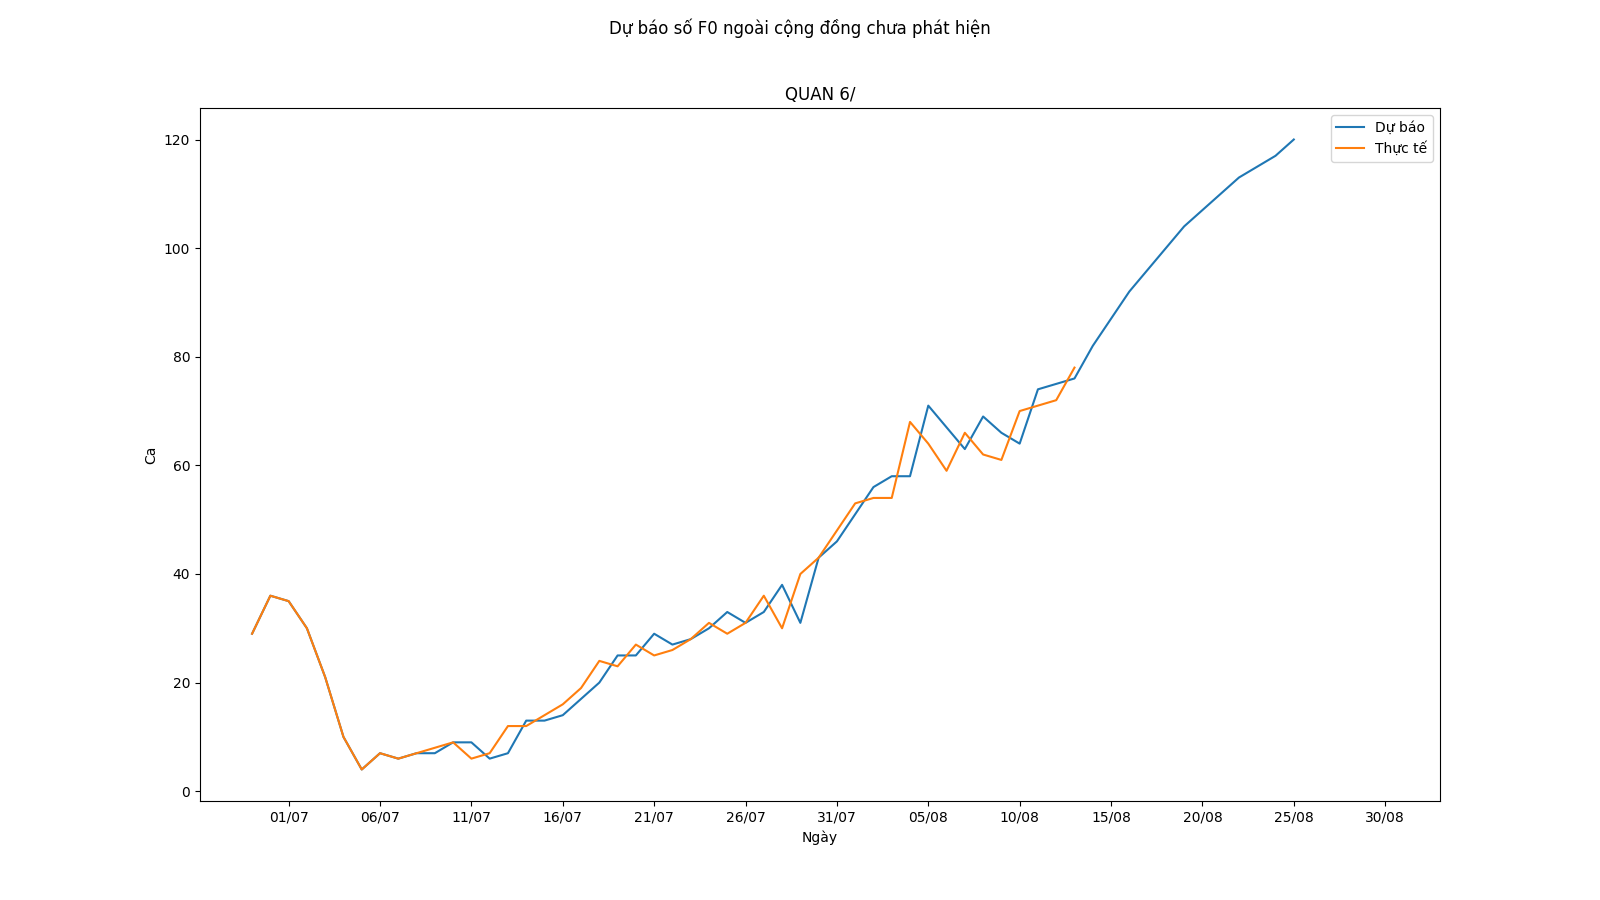 Dự báo số F0 ngoài cộng đồng chưa phát hiện
QUAN 6/
Dự báo
Thực tế
120
100
80
60
40
20
0
Ca
01/07 06/07 11/07 16/07 21/07 26/07 31/07 05/08 10/08 15/08 20/08 25/08 30/08
Ngày